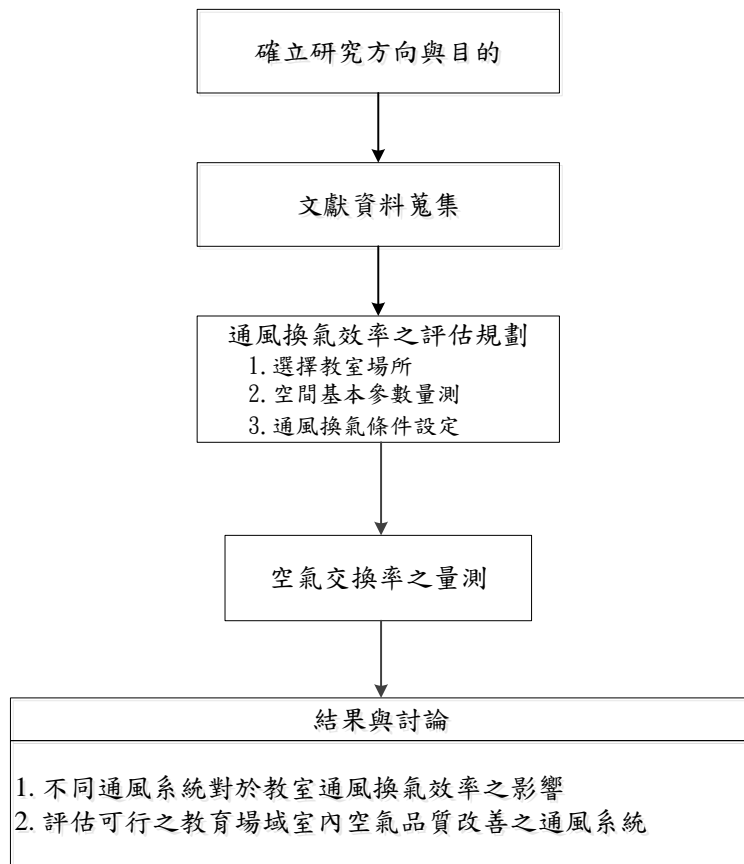 確立研究方向與目的
文獻資料蒐集
通風換氣效率之評估規劃
1. 選擇教室場所
2. 空間基本參數量測
3. 通風換氣條件設定
空氣交換率之量測
結果與討論
1. 不同通風系統對於教室通風換氣效率之影響
2. 評估可行之教育場域室內空氣品質改善之通風系統